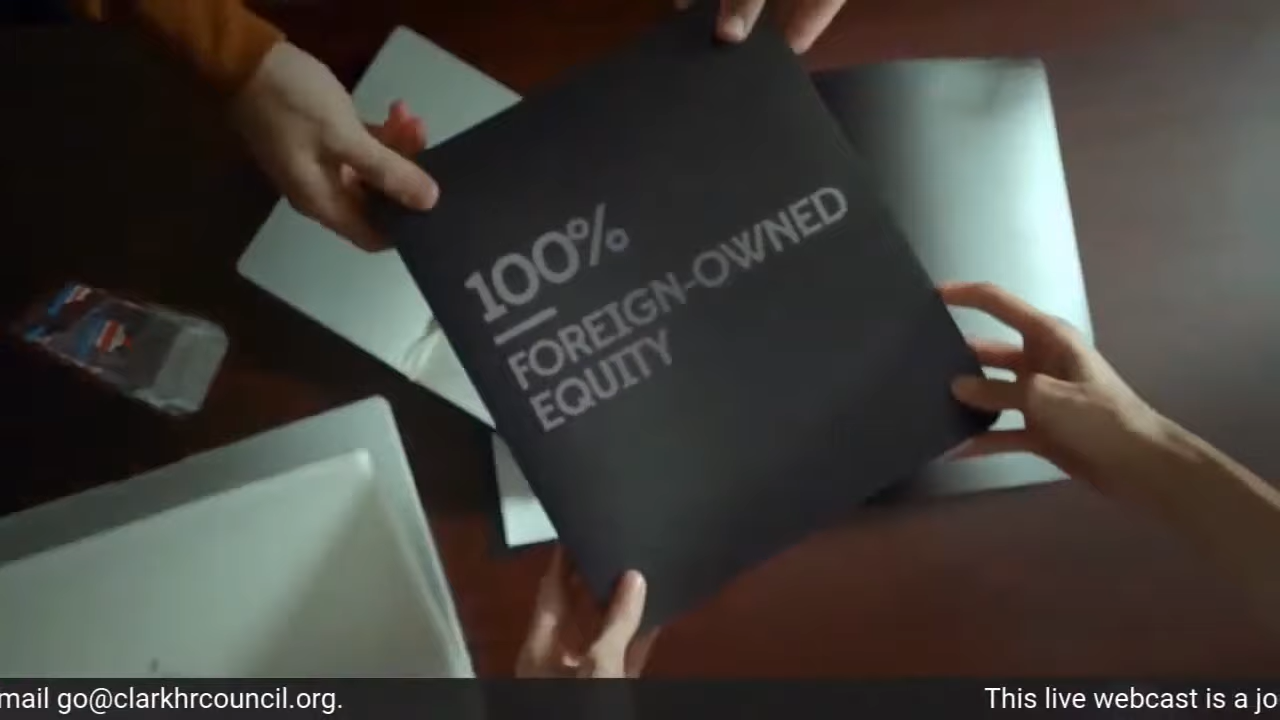 100%
FOREIGN-OWNED
EQUITY
mail go@clarkhrcouncil.org.
This live webcast is a jo